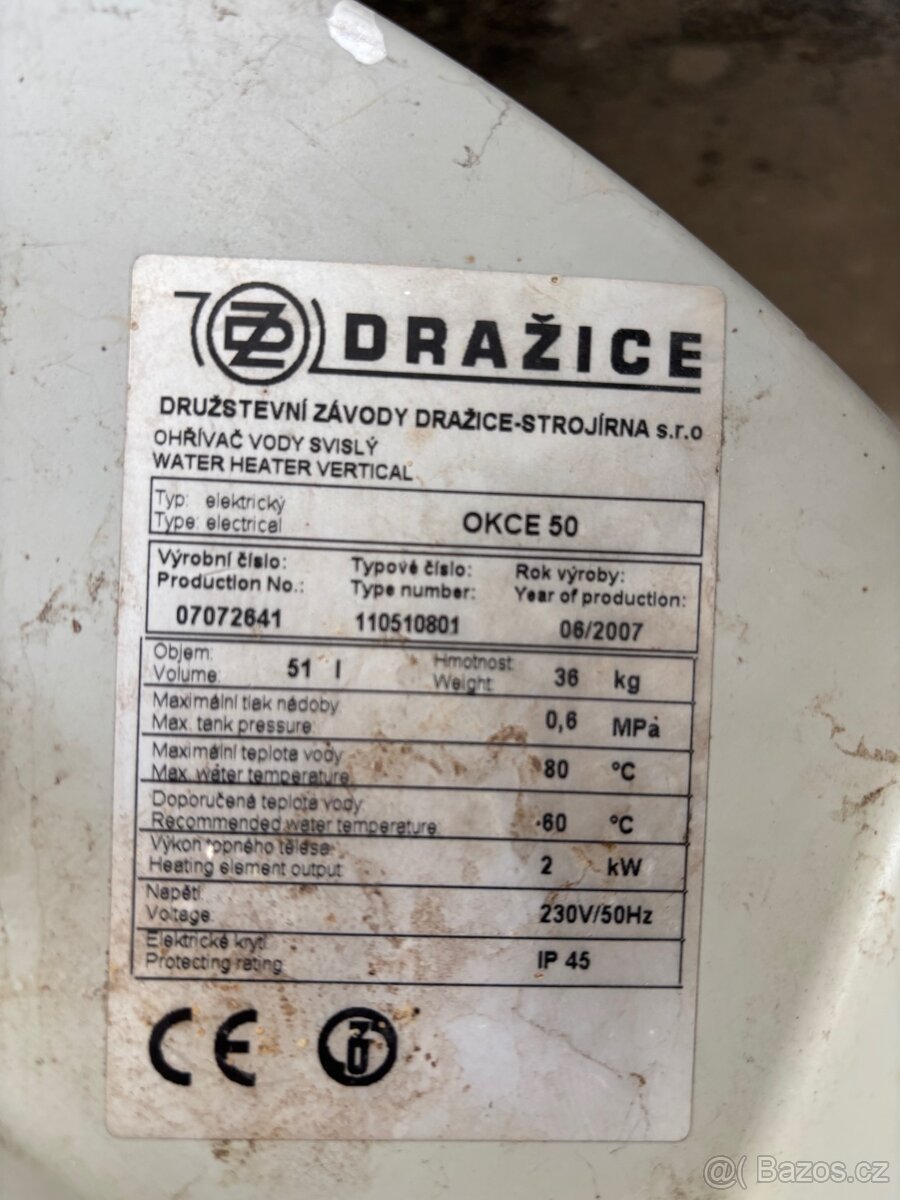 DRAŽICE
DRUŽSTEVNÍ ZÁVODY DRAŽICE-STROJÍRNA s.r.o
OHŘÍVAČ VODY SVISLÝ
WATER HEATER VERTICAL
Typ: elektrický
Type: electrical OKCE 50
Výrobní číslo: Typové číslo: Rok výroby:
Production No.: Type number: Year of production:
07072641 110510801 06/2007
Objem: Hmotnost:
Volume: 51 l Weight: 36 kg
Maximální tlak nádoby
Max. tank pressure: 0,6 MPa
Maximální teplota vody
Max. water temperature 80 °C
Doporučená teplota vody
Recommended water temperature: 60 °C
Výkon topného tělesa:
Heating element output: 2 kW
Napětí:
Voltage: 230V/50Hz
Elektrické krytí
Protecting rating IP 45
CE
@( Bazos.cz